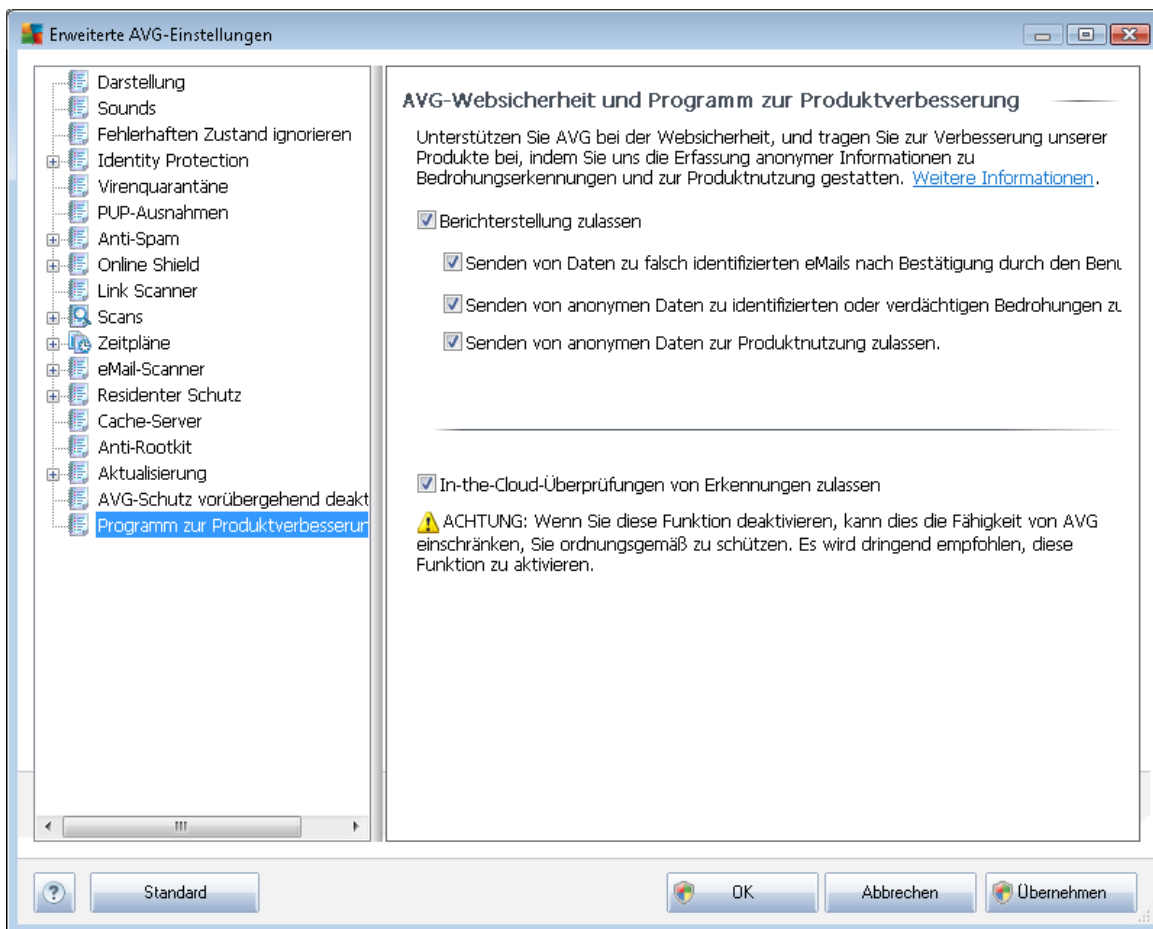 Erweiterte AVG-Einstellungen
Darstellung
Sounds
Fehlerhaften Zustand ignorieren
Identity Protection
Virenquarantäne
PUP-Ausnahmen
Anti-Spam
Online Shield
Link Scanner
Scans
Zeitpläne
eMail-Scanner
Residenter Schutz
Cache-Server
Anti-Rootkit
Aktualisierung
AVG-Schutz vorübergehend deakt
Programm zur Produktverbesserun
AVG-Websicherheit und Programm zur Produktverbesserung
Unterstützen Sie AVG bei der Websicherheit, und tragen Sie zur Verbesserung unserer
Produkte bei, indem Sie uns die Erfassung anonymer Informationen zu
Bedrohungserkennungen und zur Produktnutzung gestatten. Weitere Informationen.
Berichterstellung zulassen
Senden von Daten zu falsch identifizierten eMails nach Bestätigung durch den Benu
Senden von anonymen Daten zu identifizierten oder verdächtigen Bedrohungen zu
Senden von anonymen Daten zur Produktnutzung zulassen.
In-the-Cloud-Überprüfungen von Erkennungen zulassen
ACHTUNG: Wenn Sie diese Funktion deaktivieren, kann dies die Fähigkeit von AVG
einschränken, Sie ordnungsgemäß zu schützen. Es wird dringend empfohlen, diese
Funktion zu aktivieren.
?
Standard
OK
Abbrechen
Übernehmen